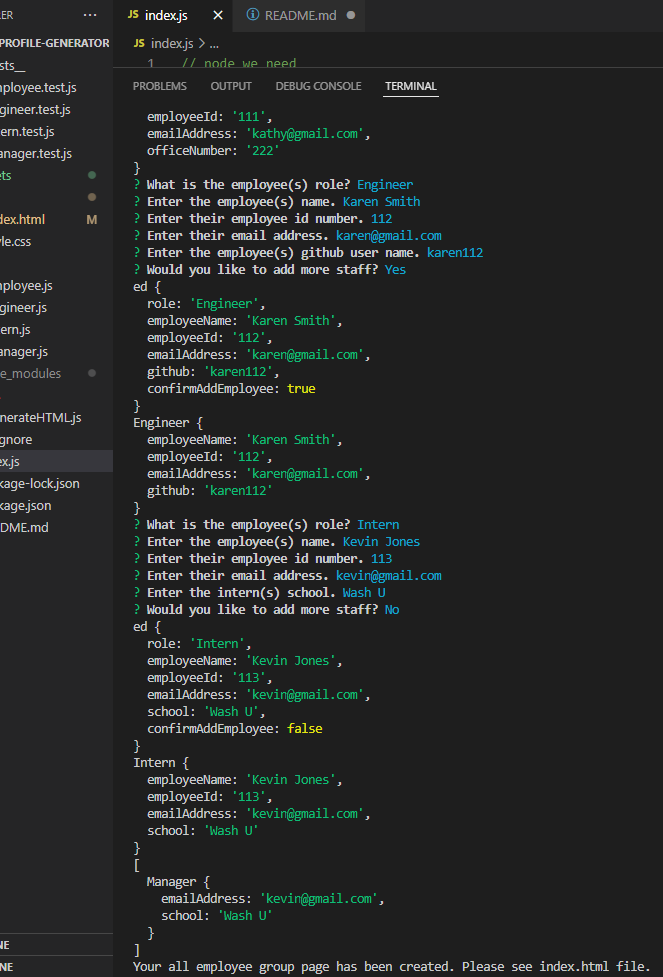 ER
JS index.js
README.md
PROFILE-GENERATOR
JS index.js > ...
sts__
1 // node we need
mployee.test.js
PROBLEMS OUTPUT DEBUG CONSOLE TERMINAL
gineer.test.js
ern.test.js
anager.test.js
ets
dex.html M
le.css
mployee.js
gineer.js
ern.js
anager.js
e_modules
nerateHTML.js
gnore
ex.js
kage-lock.json
kage.json
DME.md
NE
NE
employeeId: '111',
emailAddress: 'kathy@gmail.com',
officeNumber: '222'
}
? What is the employee(s) role? Engineer
? Enter the employee(s) name. Karen Smith
? Enter their employee id number. 112
? Enter their email address. karen@gmail.com
? Enter the employee(s) github user name. karen112
? Would you like to add more staff? Yes
ed {
role: 'Engineer',
employeeName: 'Karen Smith',
employeeId: '112',
emailAddress: 'karen@gmail.com',
github: 'karen112',
confirmAddEmployee: true
}
Engineer {
employeeName: 'Karen Smith',
employeeId: '112',
emailAddress: 'karen@gmail.com',
github: 'karen112'
}
? What is the employee(s) role? Intern
? Enter the employee(s) name. Kevin Jones
? Enter their employee id number. 113
? Enter their email address. kevin@gmail.com
? Enter the intern(s) school. Wash U
? Would you like to add more staff? No
ed {
role: 'Intern',
employeeName: 'Kevin Jones',
employeeId: '113',
emailAddress: 'kevin@gmail.com',
school: 'Wash U',
confirmAddEmployee: false
}
Intern {
employeeName: 'Kevin Jones',
employeeId: '113',
emailAddress: 'kevin@gmail.com',
school: 'Wash U'
}
[
Manager {
emailAddress: 'kevin@gmail.com',
school: 'Wash U'
}
]
Your all employee group page has been created. Please see index.html file.